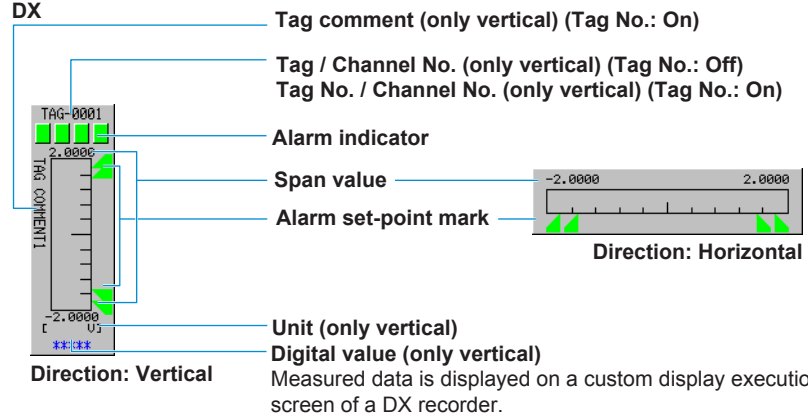 DX
Tag comment (only vertical) (Tag No.: On)
Tag / Channel No. (only vertical) (Tag No.: Off)
Tag No. / Channel No. (only vertical) (Tag No.: On)
TAG-0001
Alarm indicator
2.0000
TAG COMMENT1
Span value
-2.0000 2.0000
Alarm set-point mark
Direction: Horizontal
-2.0000
[ V]
Unit (only vertical)
*****
Digital value (only vertical)
Direction: Vertical
Measured data is displayed on a custom display executio
screen of a DX recorder.